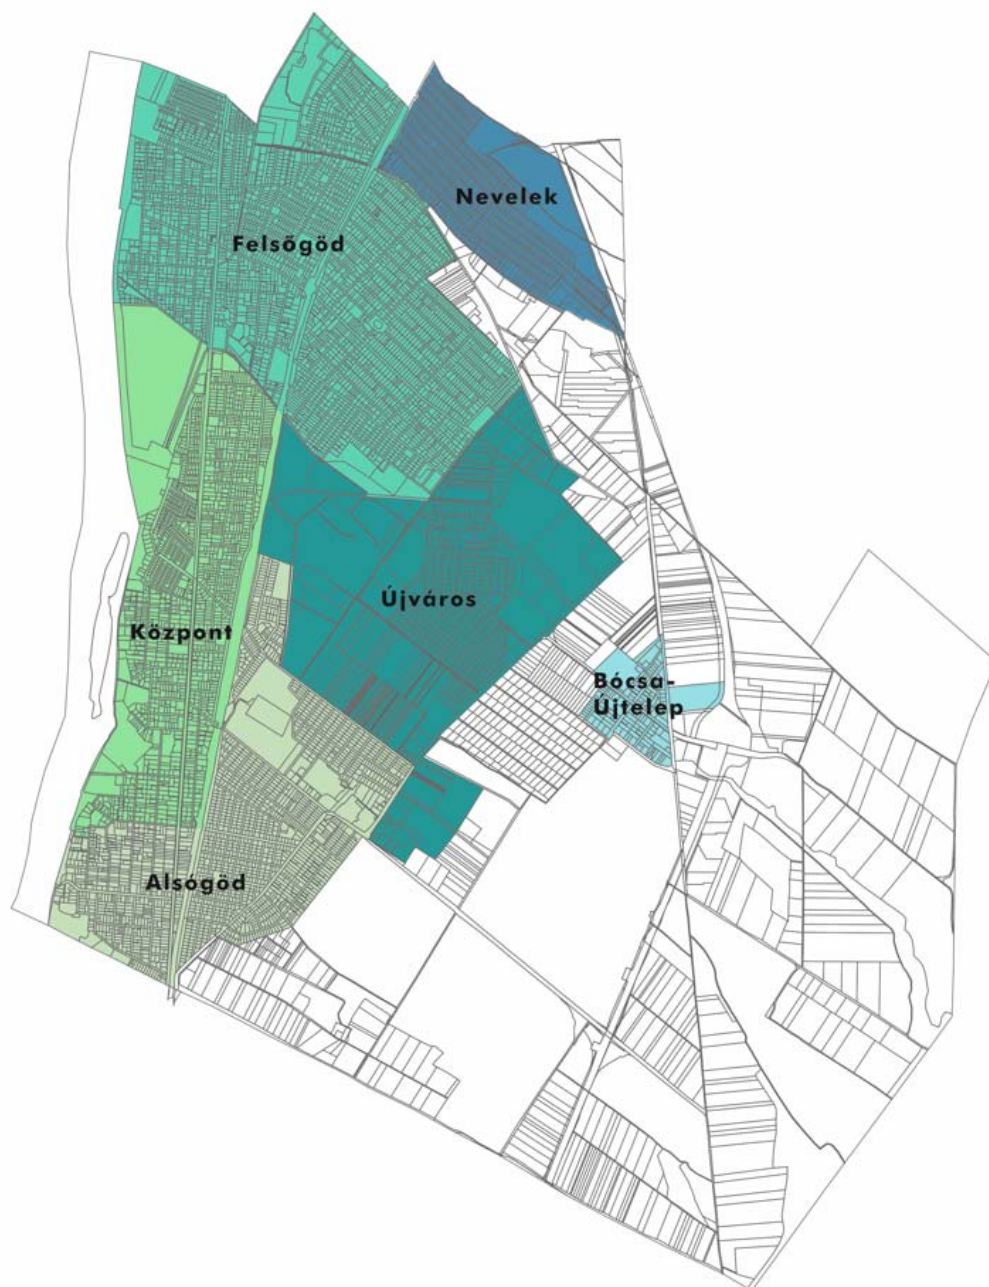 Nevelek
Felsőgöd
Újváros
Központ
Bócsa-
Újtelep
Alsógöd